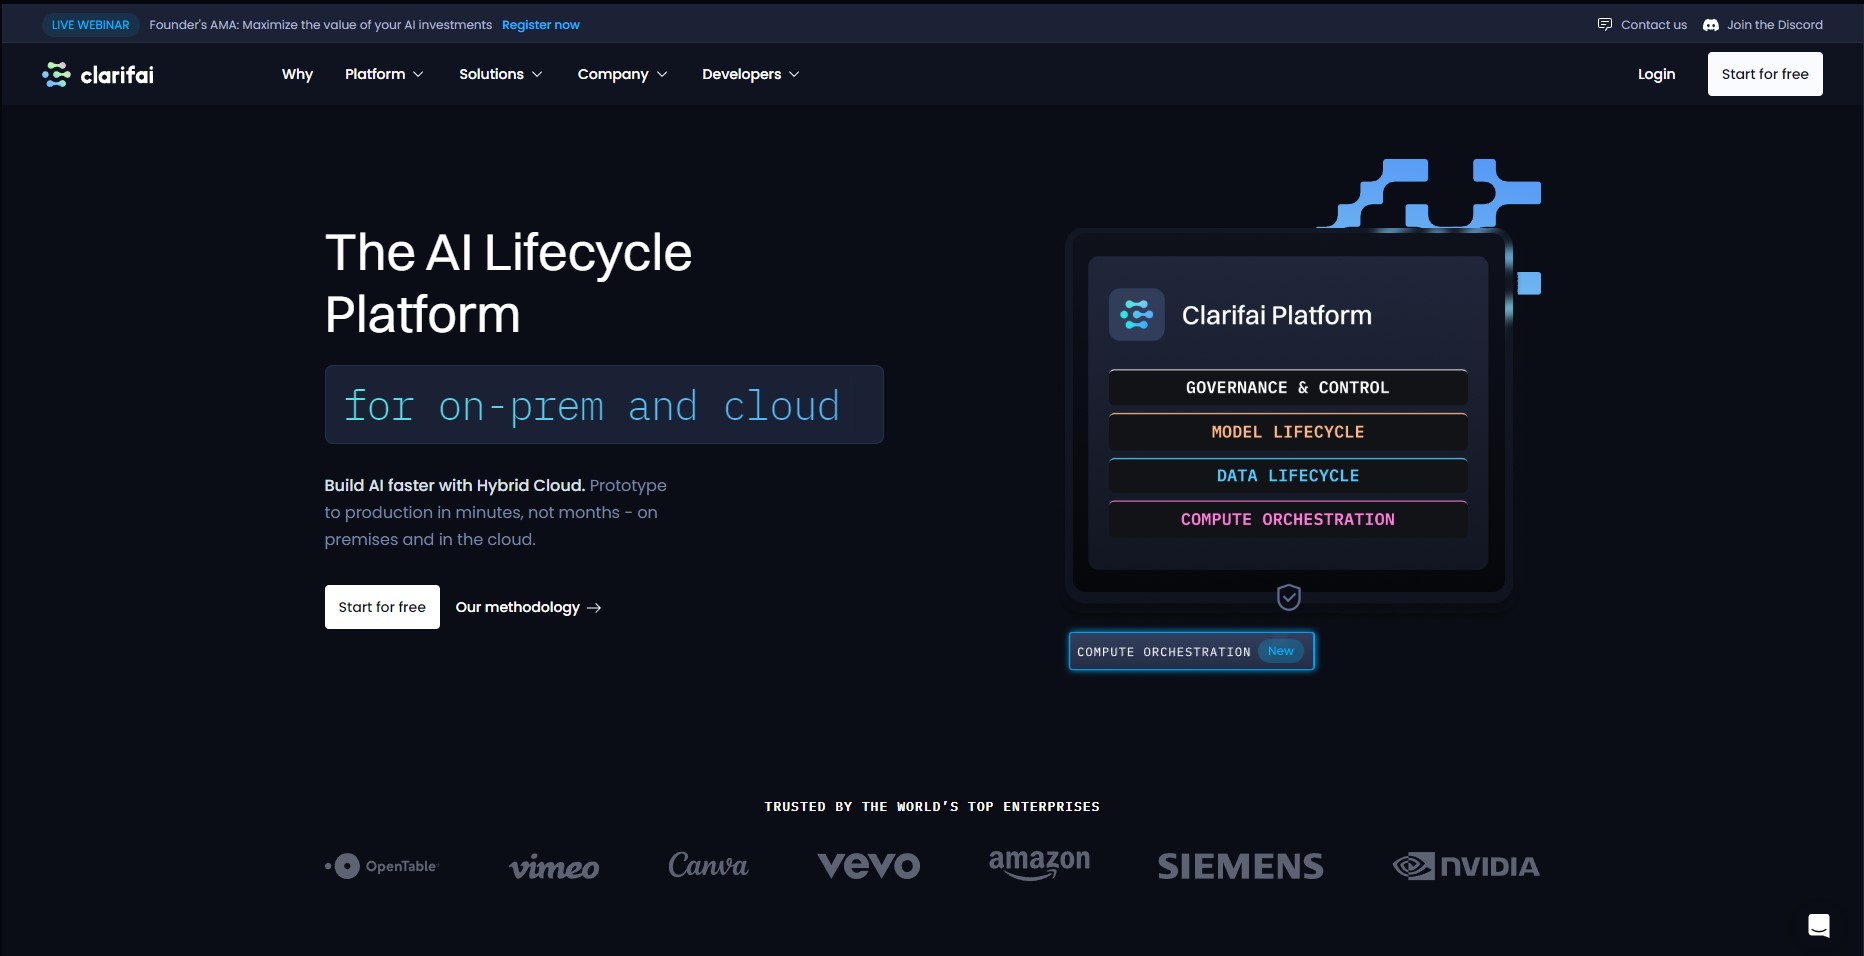 LIVE WEBINAR Founder's AMA: Maximize the value of your AI investments Register now Contact us Join the Discord
clarifai Why Platform Solutions Company Developers Login Start for free
The AI Lifecycle
Platform
for on-prem and cloud
Build AI faster with Hybrid Cloud. Prototype
to production in minutes, not months - on
premises and in the cloud.
Start for free Our methodology →
Clarifai Platform
GOVERNANCE & CONTROL
MODEL LIFECYCLE
DATA LIFECYCLE
COMPUTE ORCHESTRATION
COMPUTE ORCHESTRATION New
TRUSTED BY THE WORLD’S TOP ENTERPRISES
OpenTable vimeo Canva vevo amazon SIEMENS NVIDIA